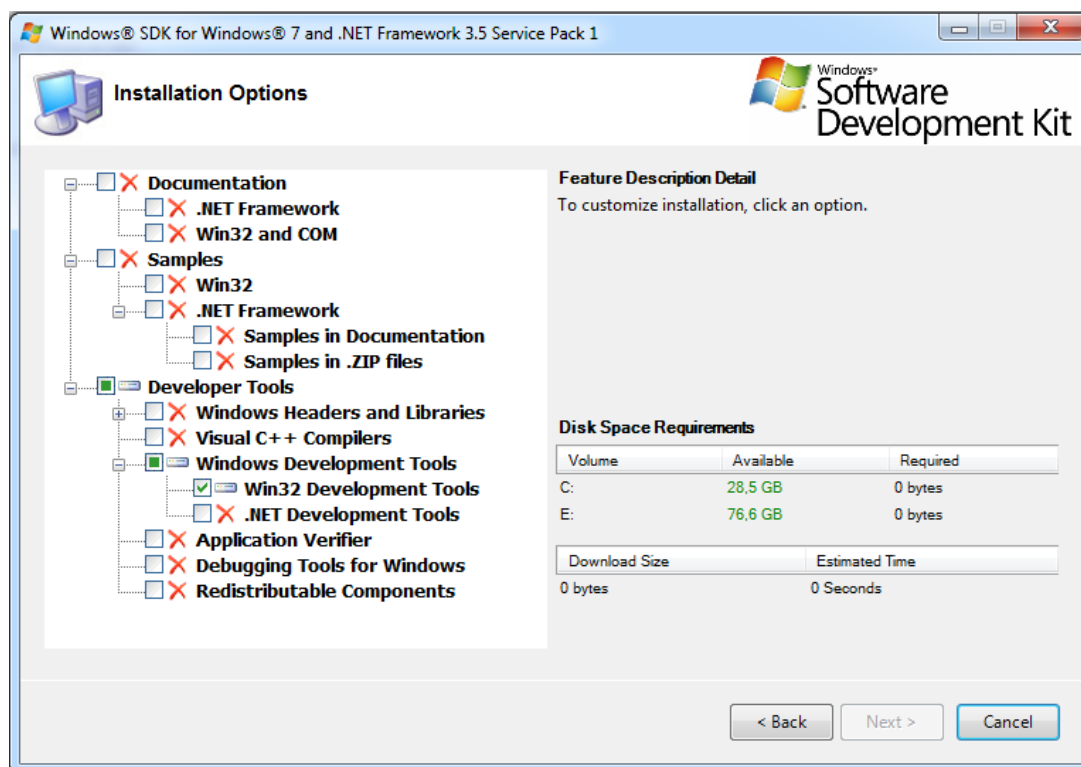 Windows® SDK for Windows® 7 and .NET Framework 3.5 Service Pack 1
Installation Options
Windows®
Software
Development Kit
Documentation
.NET Framework
Win32 and COM
Samples
Win32
.NET Framework
Samples in Documentation
Samples in .ZIP files
Developer Tools
Windows Headers and Libraries
Visual C++ Compilers
Windows Development Tools
Win32 Development Tools
.NET Development Tools
Application Verifier
Debugging Tools for Windows
Redistributable Components
Feature Description Detail
To customize installation, click an option.
Disk Space Requirements
Volume Available Required
C: 28,5 GB 0 bytes
E: 76,6 GB 0 bytes
Download Size Estimated Time
0 bytes 0 Seconds
< Back Next > Cancel